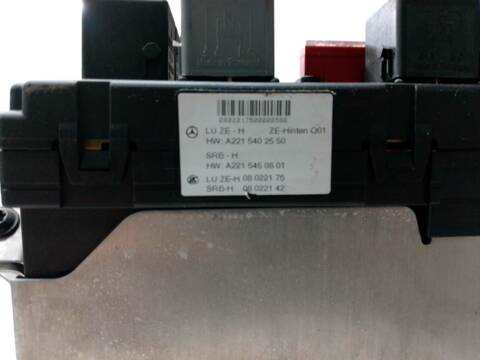 LU ZE - H ZE-Hinten Q01
HW: A221 540 25 50
SRB - H
HW: A221 545 08 01
LU ZE-H 08 0221 75
SRB-H 08 0221 42